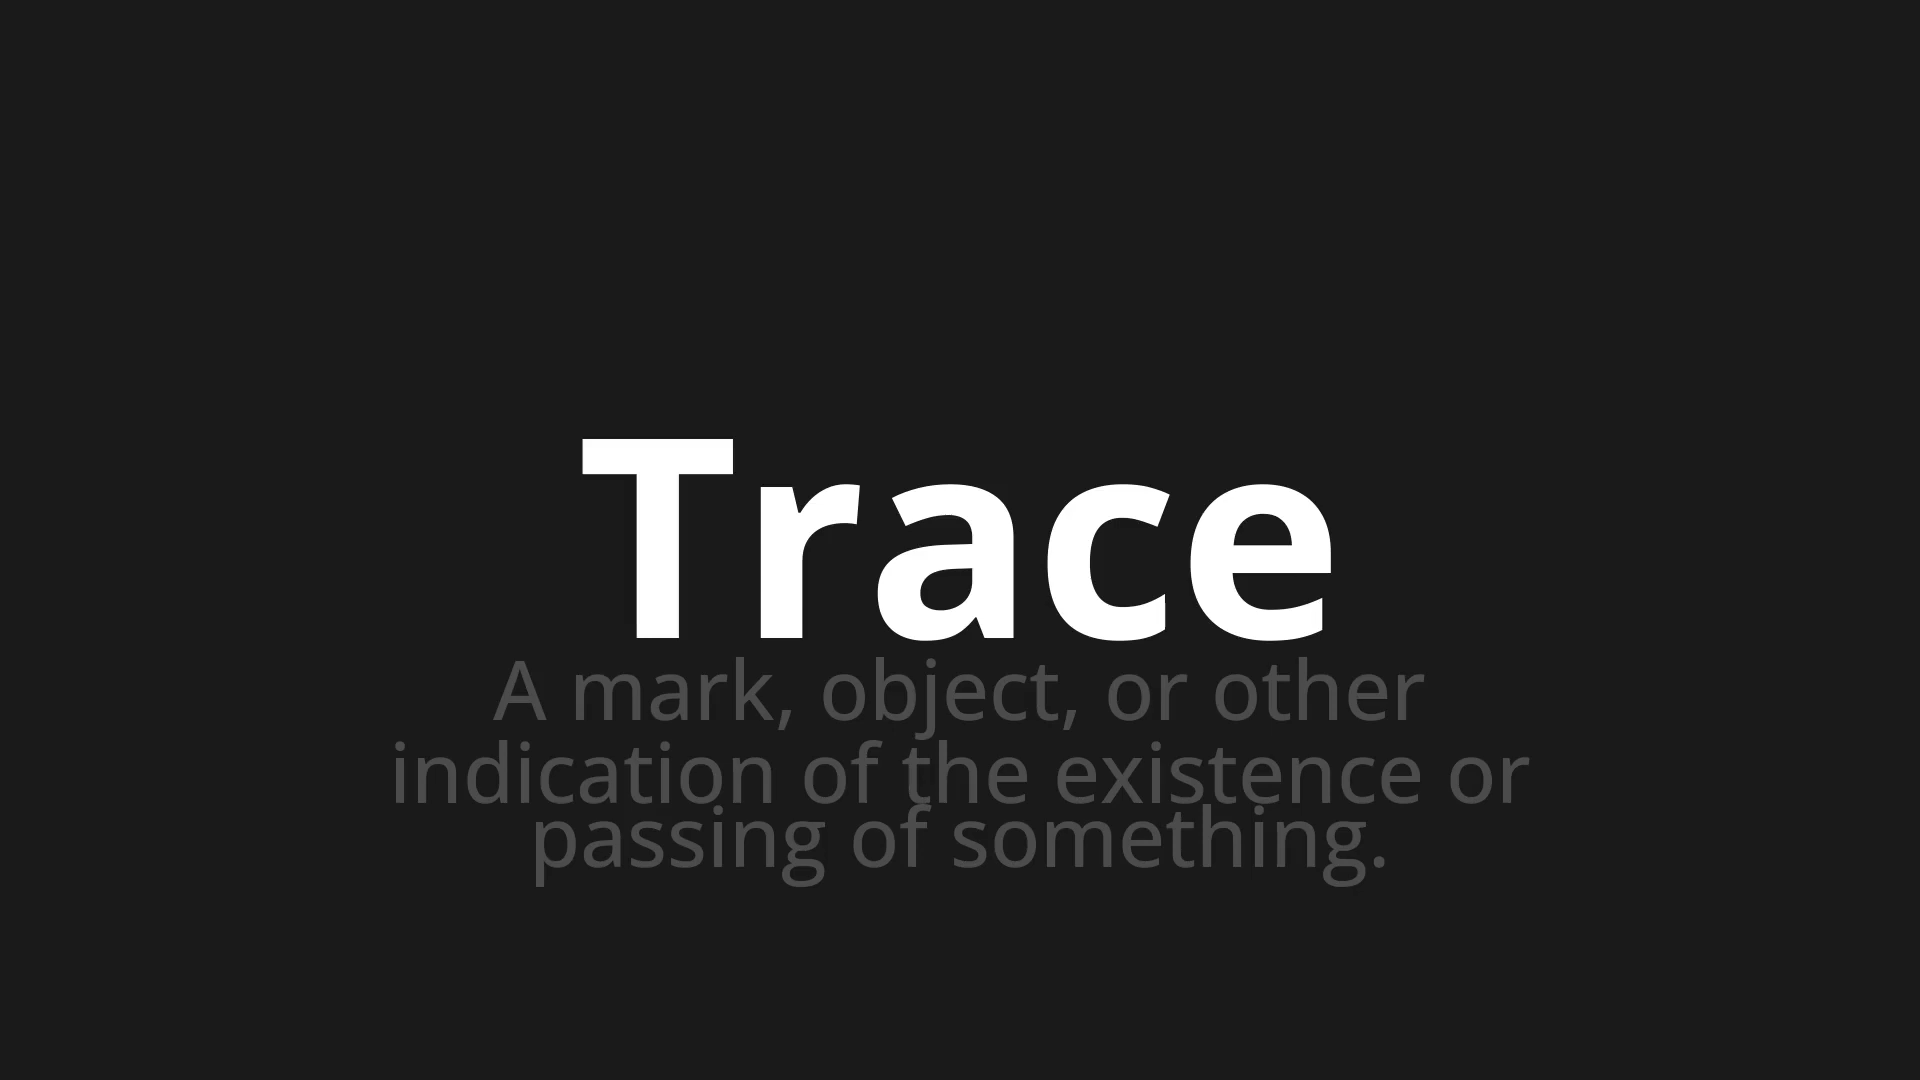 Trace
A mark, object, or other
indication of the existence or
passing of something.